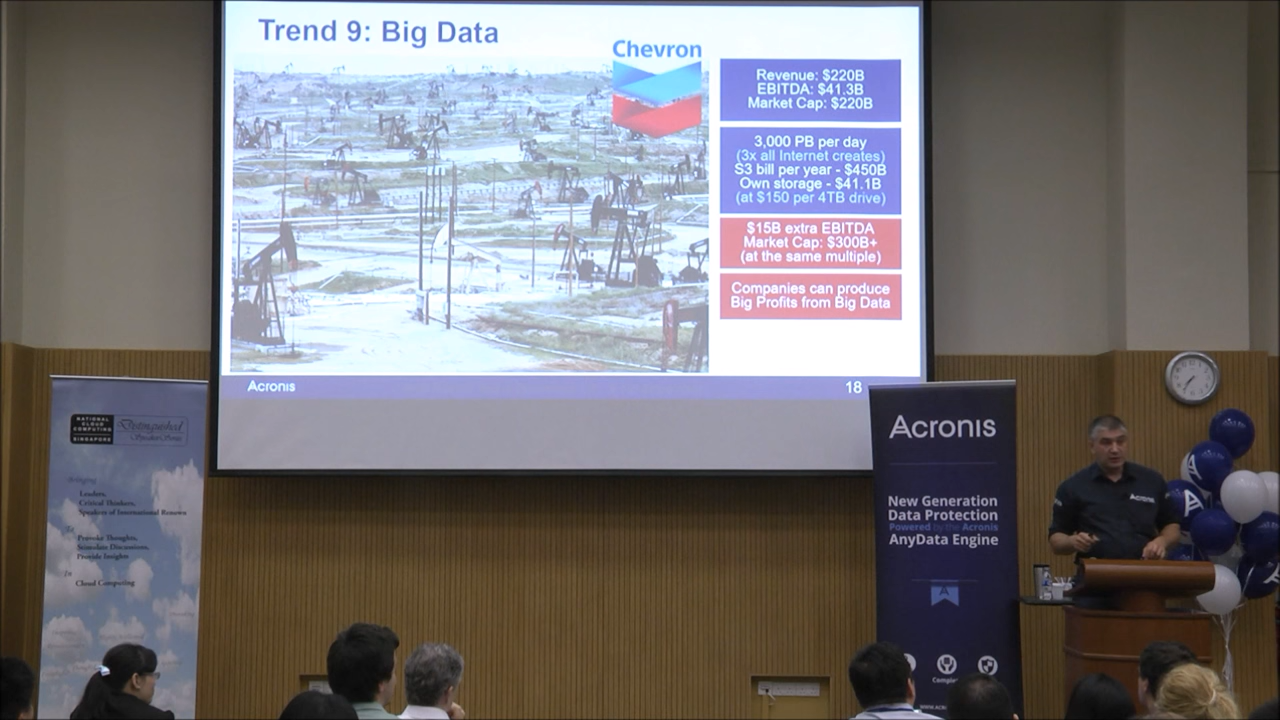 Trend 9: Big Data
Chevron
Revenue: $220B
EBITDA: $41.3B
Market Cap: $220B
3,000 PB per day
(3x all Internet creates)
S3 bill per year - $450B
Own storage - $41.1B
(at $150 per 4TB drive)
$15B extra EBITDA
Market Cap: $300B+
(at the same multiple)
Companies can produce
Big Profits from Big Data
Acronis
18
NATIONAL
CLOUD
COMPUTING
SINGAPORE
Distinguished
Speaker Series
Bringing
Leaders,
Critical Thinkers,
Speakers of International Renown
To
Provoke Thoughts,
Stimulate Discussions,
Provide Insights
In
Cloud Computing
Acronis
New Generation
Data Protection
Powered by the Acronis
AnyData Engine
Acronis